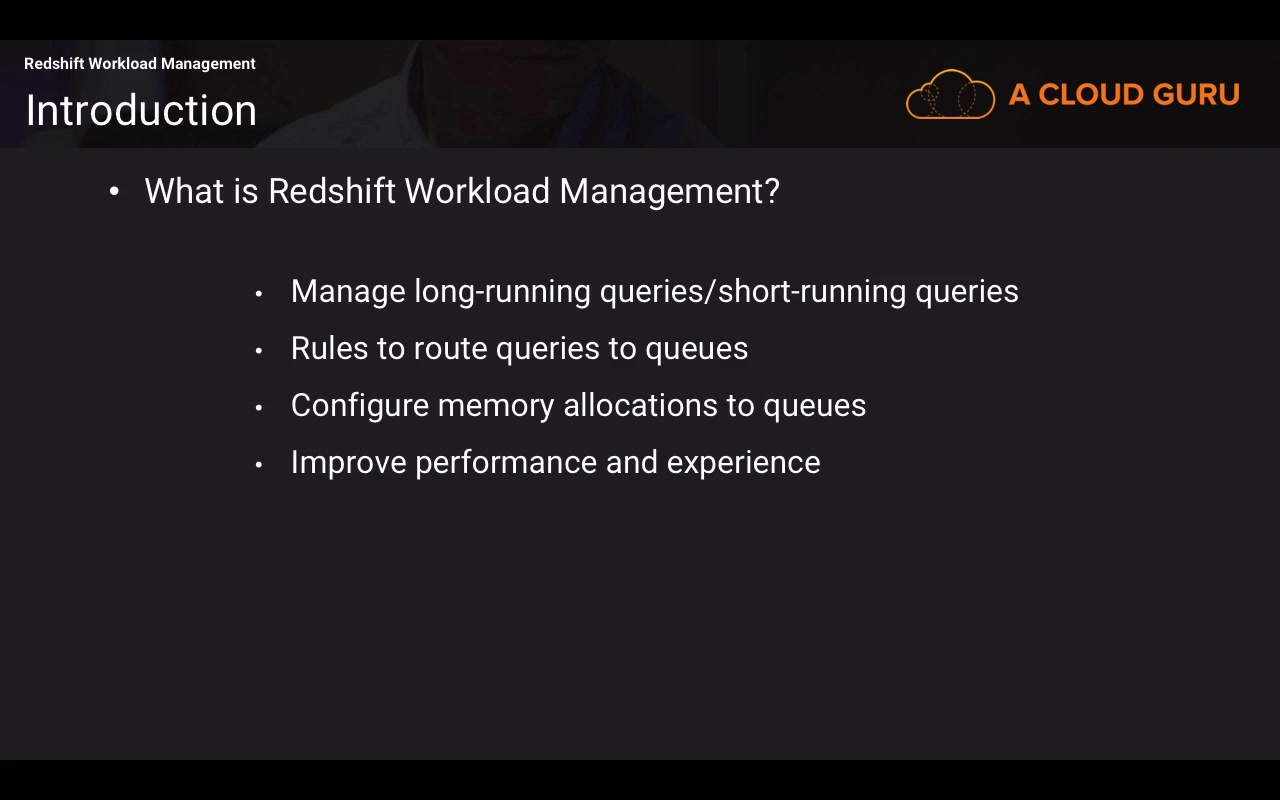 Redshift Workload Management
Introduction
A CLOUD GURU
• What is Redshift Workload Management?
• Manage long-running queries/short-running queries
• Rules to route queries to queues
• Configure memory allocations to queues
• Improve performance and experience